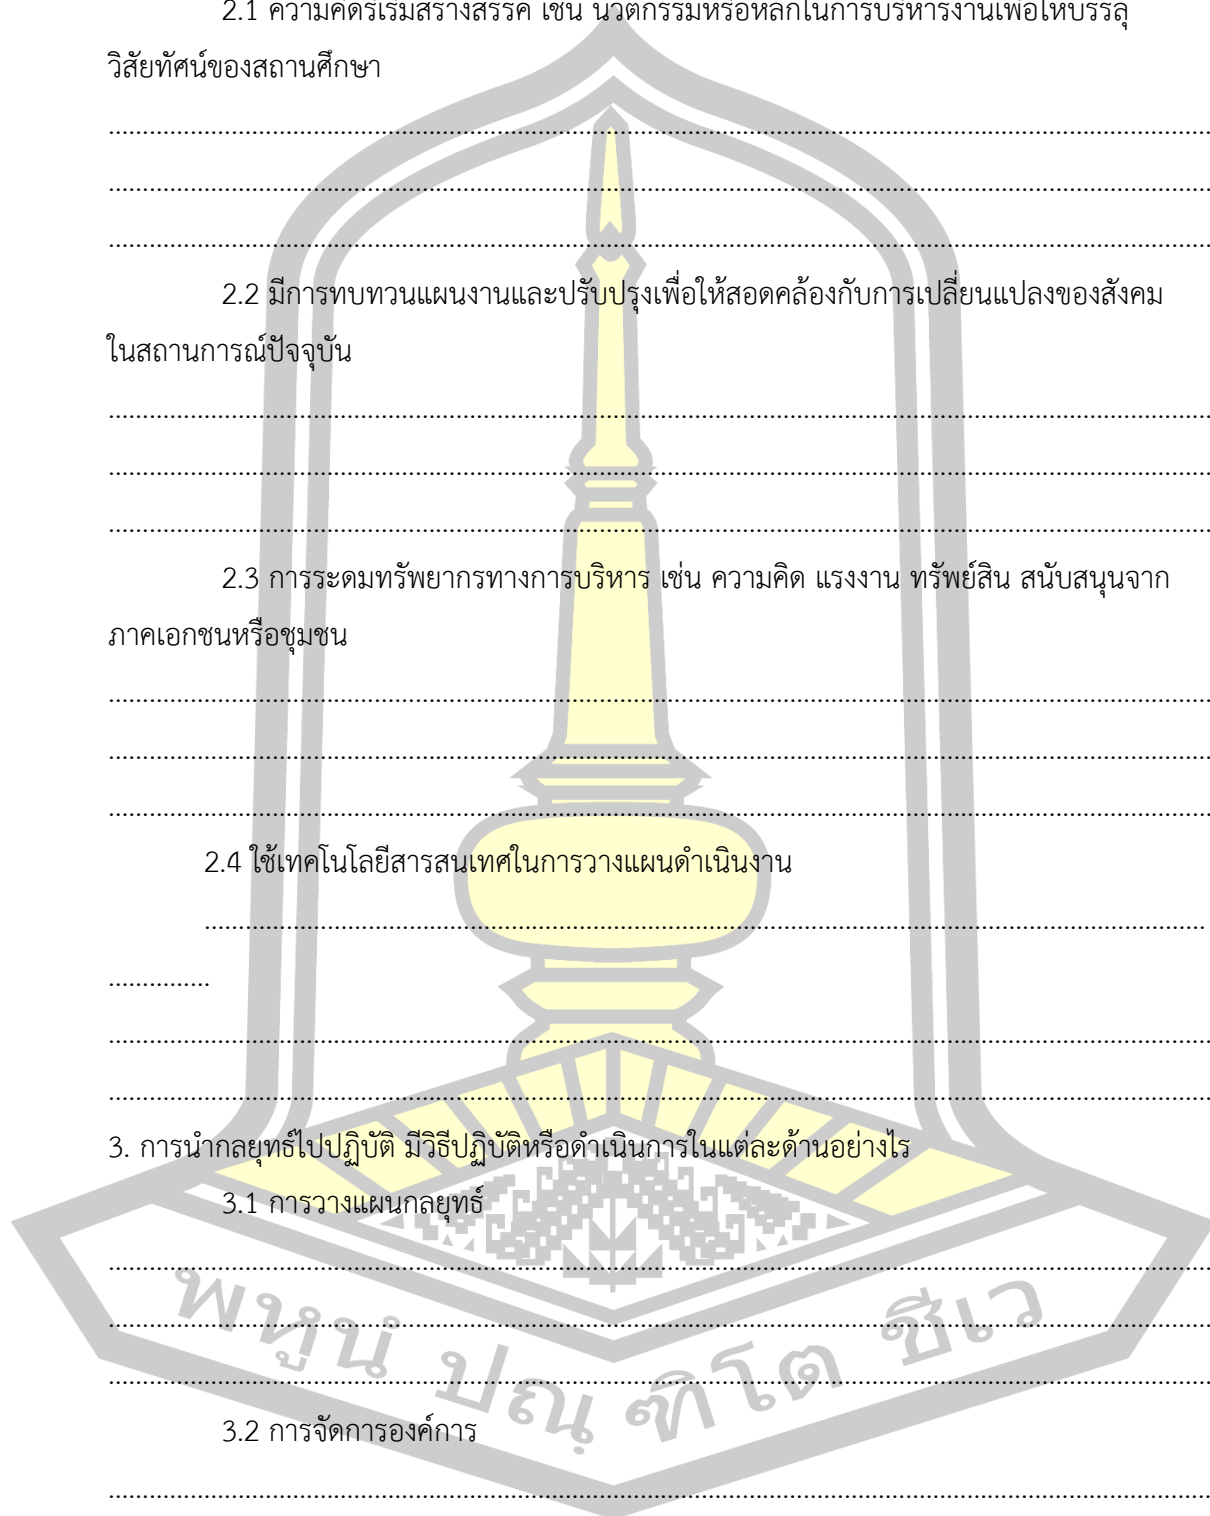 2.1 ความคิดริเริ่มสร้างสรรค์ เช่น นวัตกรรมหรือหลักในการบริหารงานเพื่อให้บรรลุ
วิสัยทัศน์ของสถานศึกษา
........................................................................................................................
........................................................................................................................
........................................................................................................................
2.2 มีการทบทวนแผนงานและปรับปรุงเพื่อให้สอดคล้องกับการเปลี่ยนแปลงของสังคม
ในสถานการณ์ปัจจุบัน
........................................................................................................................
........................................................................................................................
........................................................................................................................
2.3 การระดมทรัพยากรทางการบริหาร เช่น ความคิด แรงงาน ทรัพย์สิน สนับสนุนจาก
ภาคเอกชนหรือชุมชน
........................................................................................................................
........................................................................................................................
........................................................................................................................
2.4 ใช้เทคโนโลยีสารสนเทศในการวางแผนดำเนินงาน
........................................................................................................................
...............
........................................................................................................................
........................................................................................................................
3. การนำกลยุทธ์ไปปฏิบัติ มีวิธีปฏิบัติหรือดำเนินการในแต่ละด้านอย่างไร
3.1 การวางแผนกลยุทธ์
........................................................................................................................
........................................................................................................................
........................................................................................................................
3.2 การจัดการองค์การ
........................................................................................................................
พหูนํ ปณฺฑิโต ชีเว